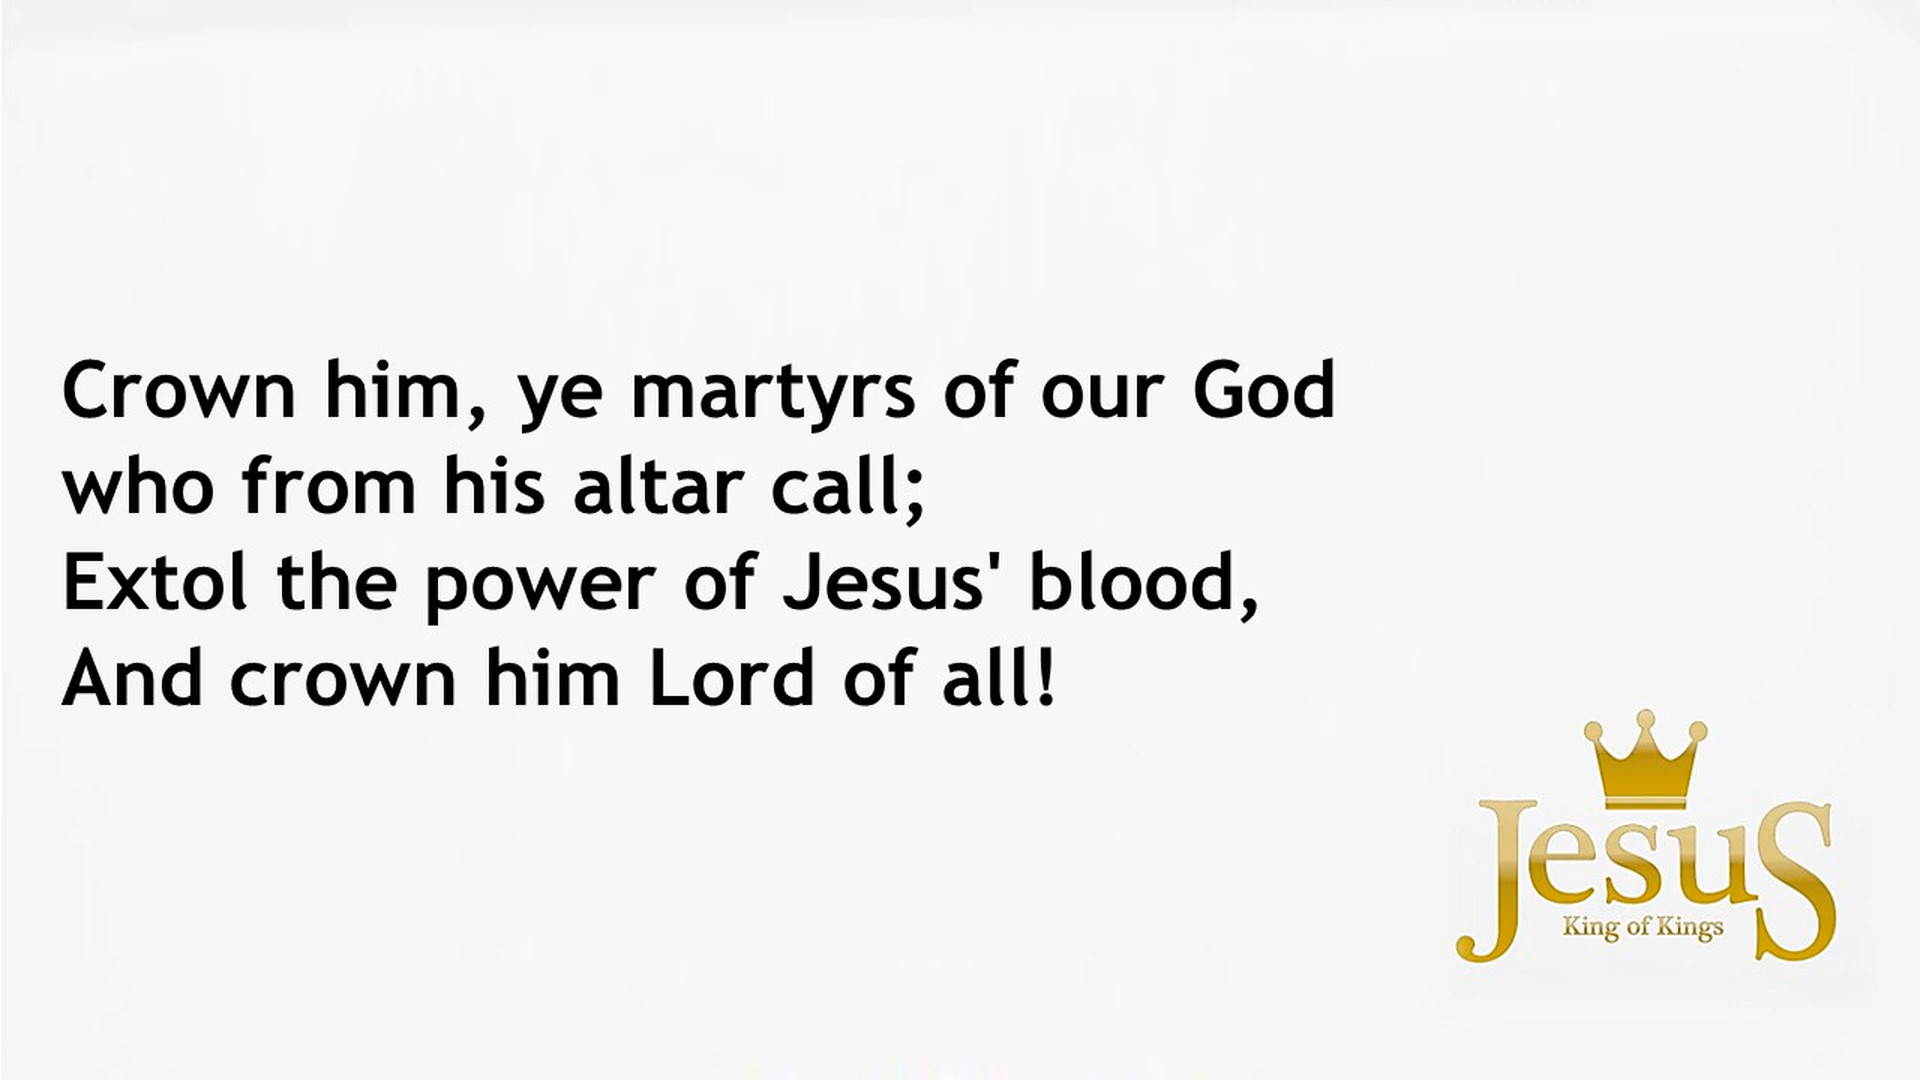 Crown him, ye martyrs of our God
who from his altar call;
Extol the power of Jesus' blood,
And crown him Lord of all!
Jesus
King of Kings